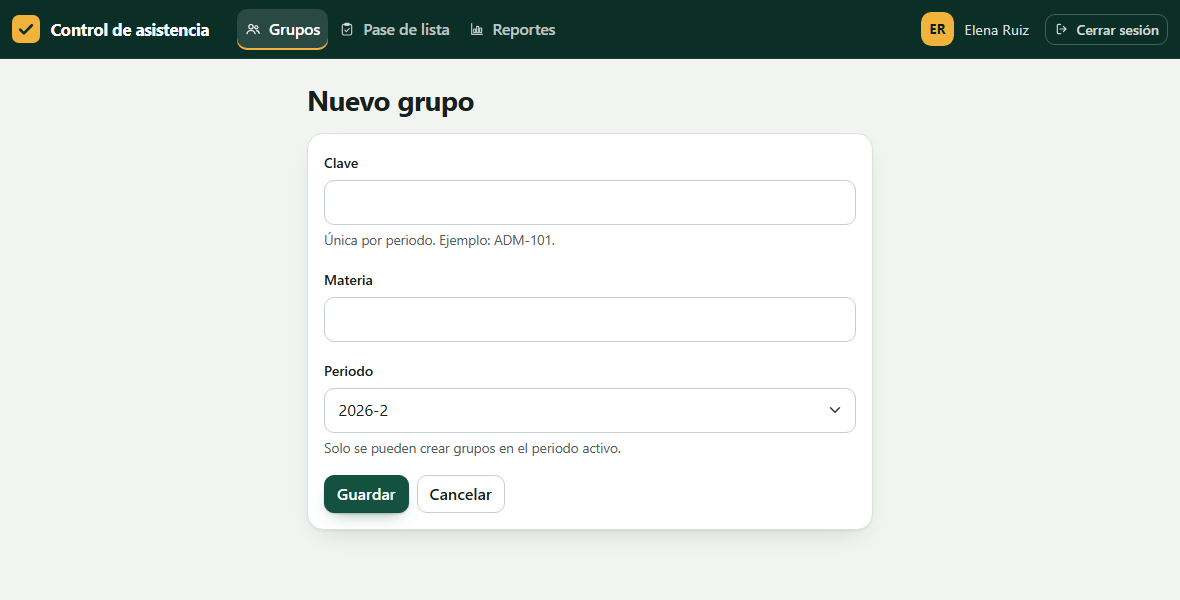 Control de asistencia
Grupos
Pase de lista
Reportes
ER
Elena Ruiz
Cerrar sesión
Nuevo grupo
Clave
Única por periodo. Ejemplo: ADM-101.
Materia
Periodo
2026-2
Solo se pueden crear grupos en el periodo activo.
Guardar
Cancelar